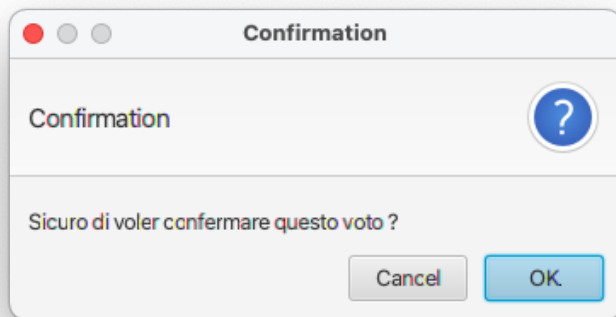 Confirmation
Confirmation
?
Sicuro di voler confermare questo voto ?
Cancel
OK